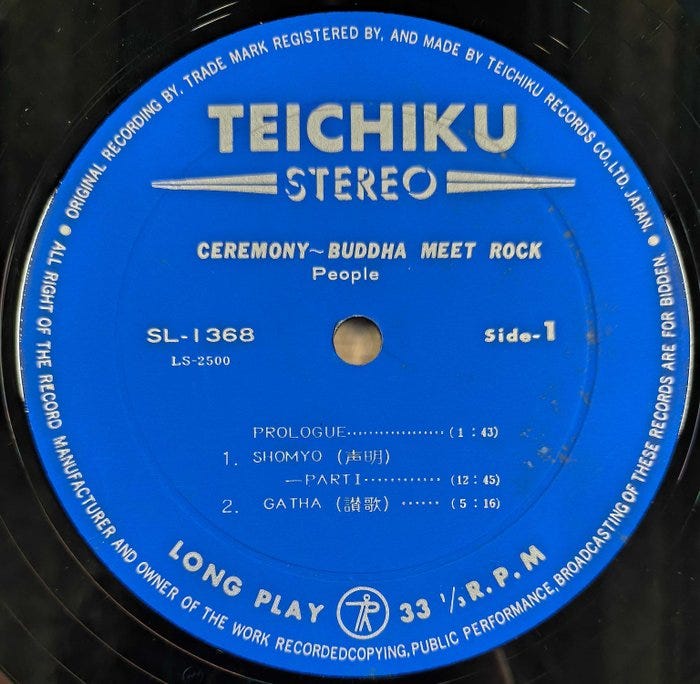 ● ORIGINAL RECORDING BY. TRADE MARK REGISTERED BY, AND MADE BY TEICHIKU RECORDS CO., LTD. JAPAN. ●
TEICHIKU
STEREO
CEREMONY~BUDDHA MEET ROCK
People
SL-1368
Side-1
LS-2500
PROLOGUE·················(1:43)
1. SHOMYO (声明)
—PART I············(12:45)
2. GATHA (讃歌) ······(5:16)
LONG PLAY TR 33 1/3 R.P.M
ALL RIGHT OF THE RECORD MANUFACTURER AND OWNER OF THE WORK RECORDEDCOPYING, PUBLIC PERFORMANCE, BROADCASTING OF THESE RECORDS ARE FOR BIDDEN.